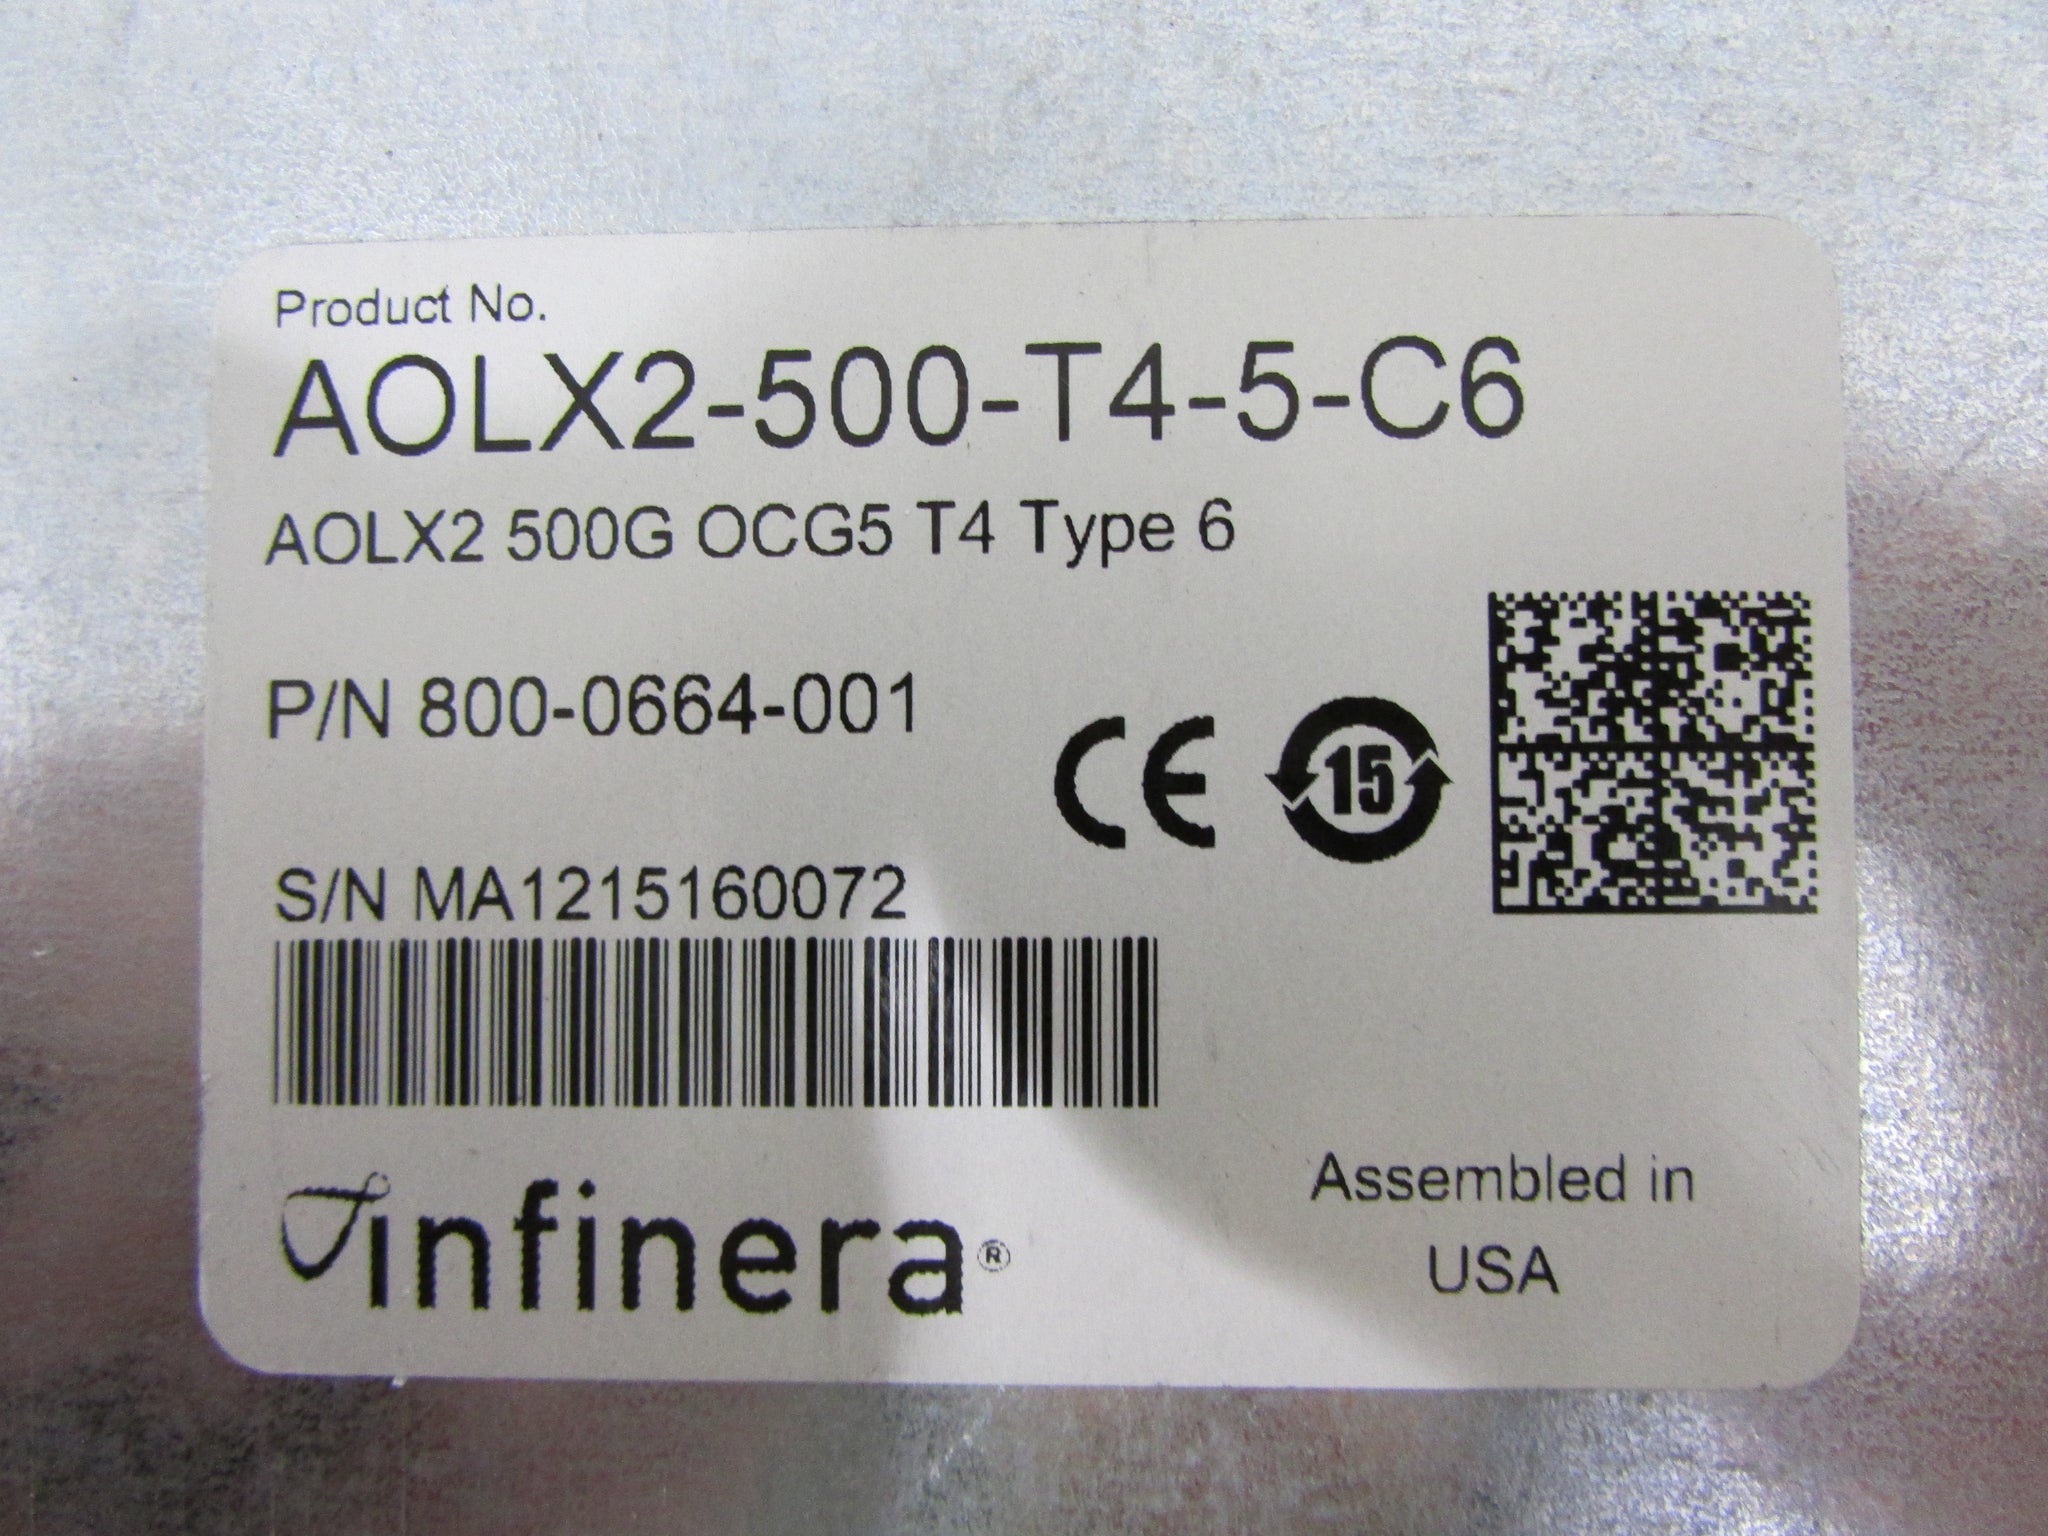 Product No.
AOLX2-500-T4-5-C6
AOLX2 500G OCG5 T4 Type 6
P/N 800-0664-001
CE
15
S/N MA1215160072
infinera®
Assembled in
USA